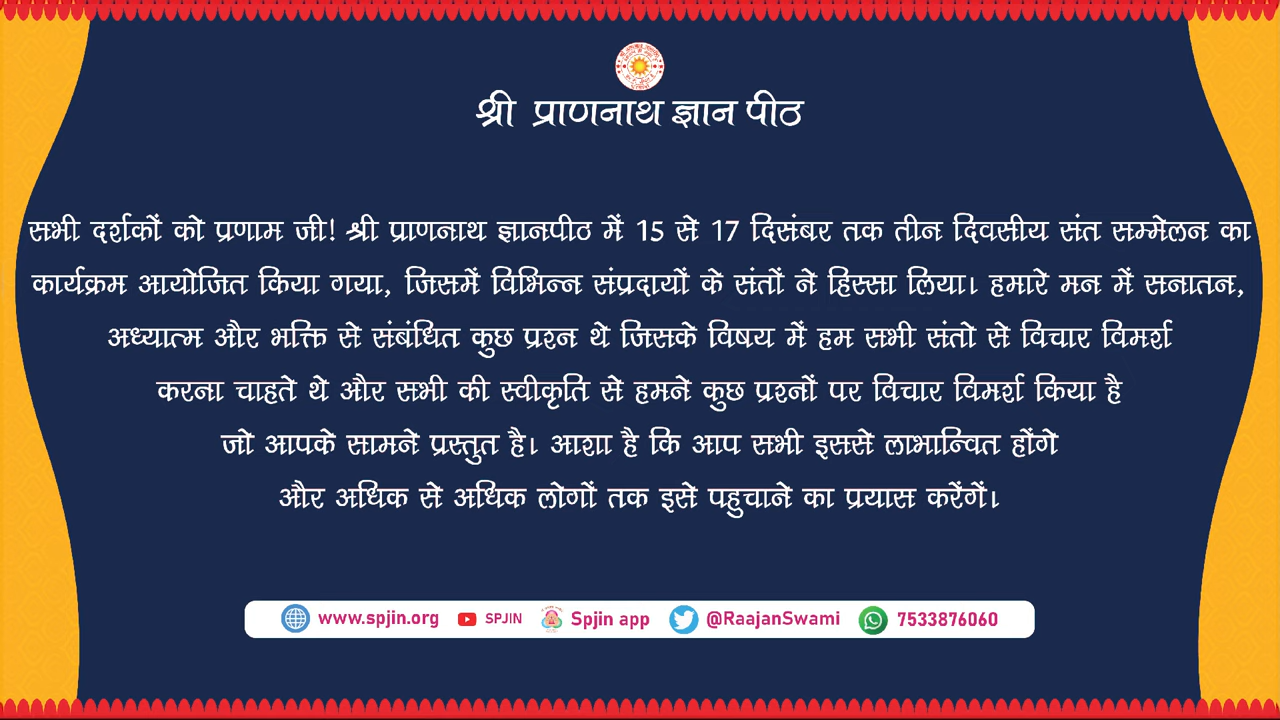 श्री प्राणनाथ ज्ञान पीठ
सभी दर्शकों को प्रणाम जी! श्री प्राणनाथ ज्ञानपीठ में 15 से 17 दिसंबर तक तीन दिवसीय संत सम्मेलन का
कार्यक्रम आयोजित किया गया, जिसमें विभिन्न संप्रदायों के संतों ने हिस्सा लिया। हमारे मन में सनातन,
अध्यात्म और भक्ति से संबंधित कुछ प्रश्न थे जिसके विषय में हम सभी संतो से विचार विमर्श
करना चाहते थे और सभी की स्वीकृति से हमने कुछ प्रश्नों पर विचार विमर्श किया है
जो आपके सामने प्रस्तुत है। आशा है कि आप सभी इससे लाभान्वित होंगे
और अधिक से अधिक लोगों तक इसे पहुचाने का प्रयास करेंगें।
www.spjin.org SPJIN Spjin app @RaajanSwami 7533876060